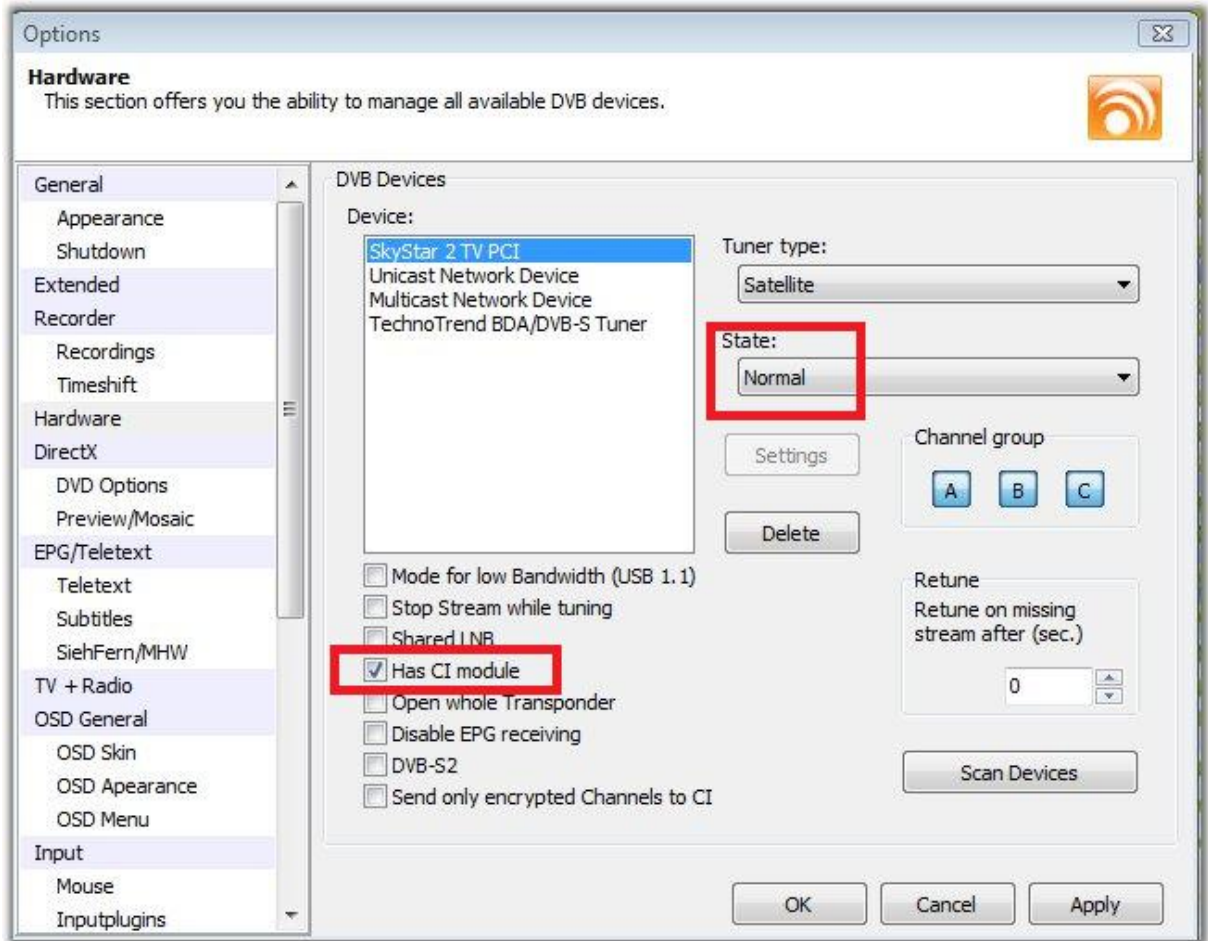 Options
Hardware
This section offers you the ability to manage all available DVB devices.
General
Appearance
Shutdown
Extended
Recorder
Recordings
Timeshift
Hardware
DirectX
DVD Options
Preview/Mosaic
EPG/Teletext
Teletext
Subtitles
SiehFern/MHW
TV + Radio
OSD General
OSD Skin
OSD Apearance
OSD Menu
Input
Mouse
Inputplugins
DVB Devices
Device:
SkyStar 2 TV PCI
Unicast Network Device
Multicast Network Device
TechnoTrend BDA/DVB-S Tuner
Tuner type:
Satellite
State:
Normal
Settings
Delete
Channel group
A B C
Mode for low Bandwidth (USB 1.1)
Stop Stream while tuning
Shared LNB
Has CI module
Open whole Transponder
Disable EPG receiving
DVB-S2
Send only encrypted Channels to CI
Retune
Retune on missing
stream after (sec.)
0
Scan Devices
OK Cancel Apply